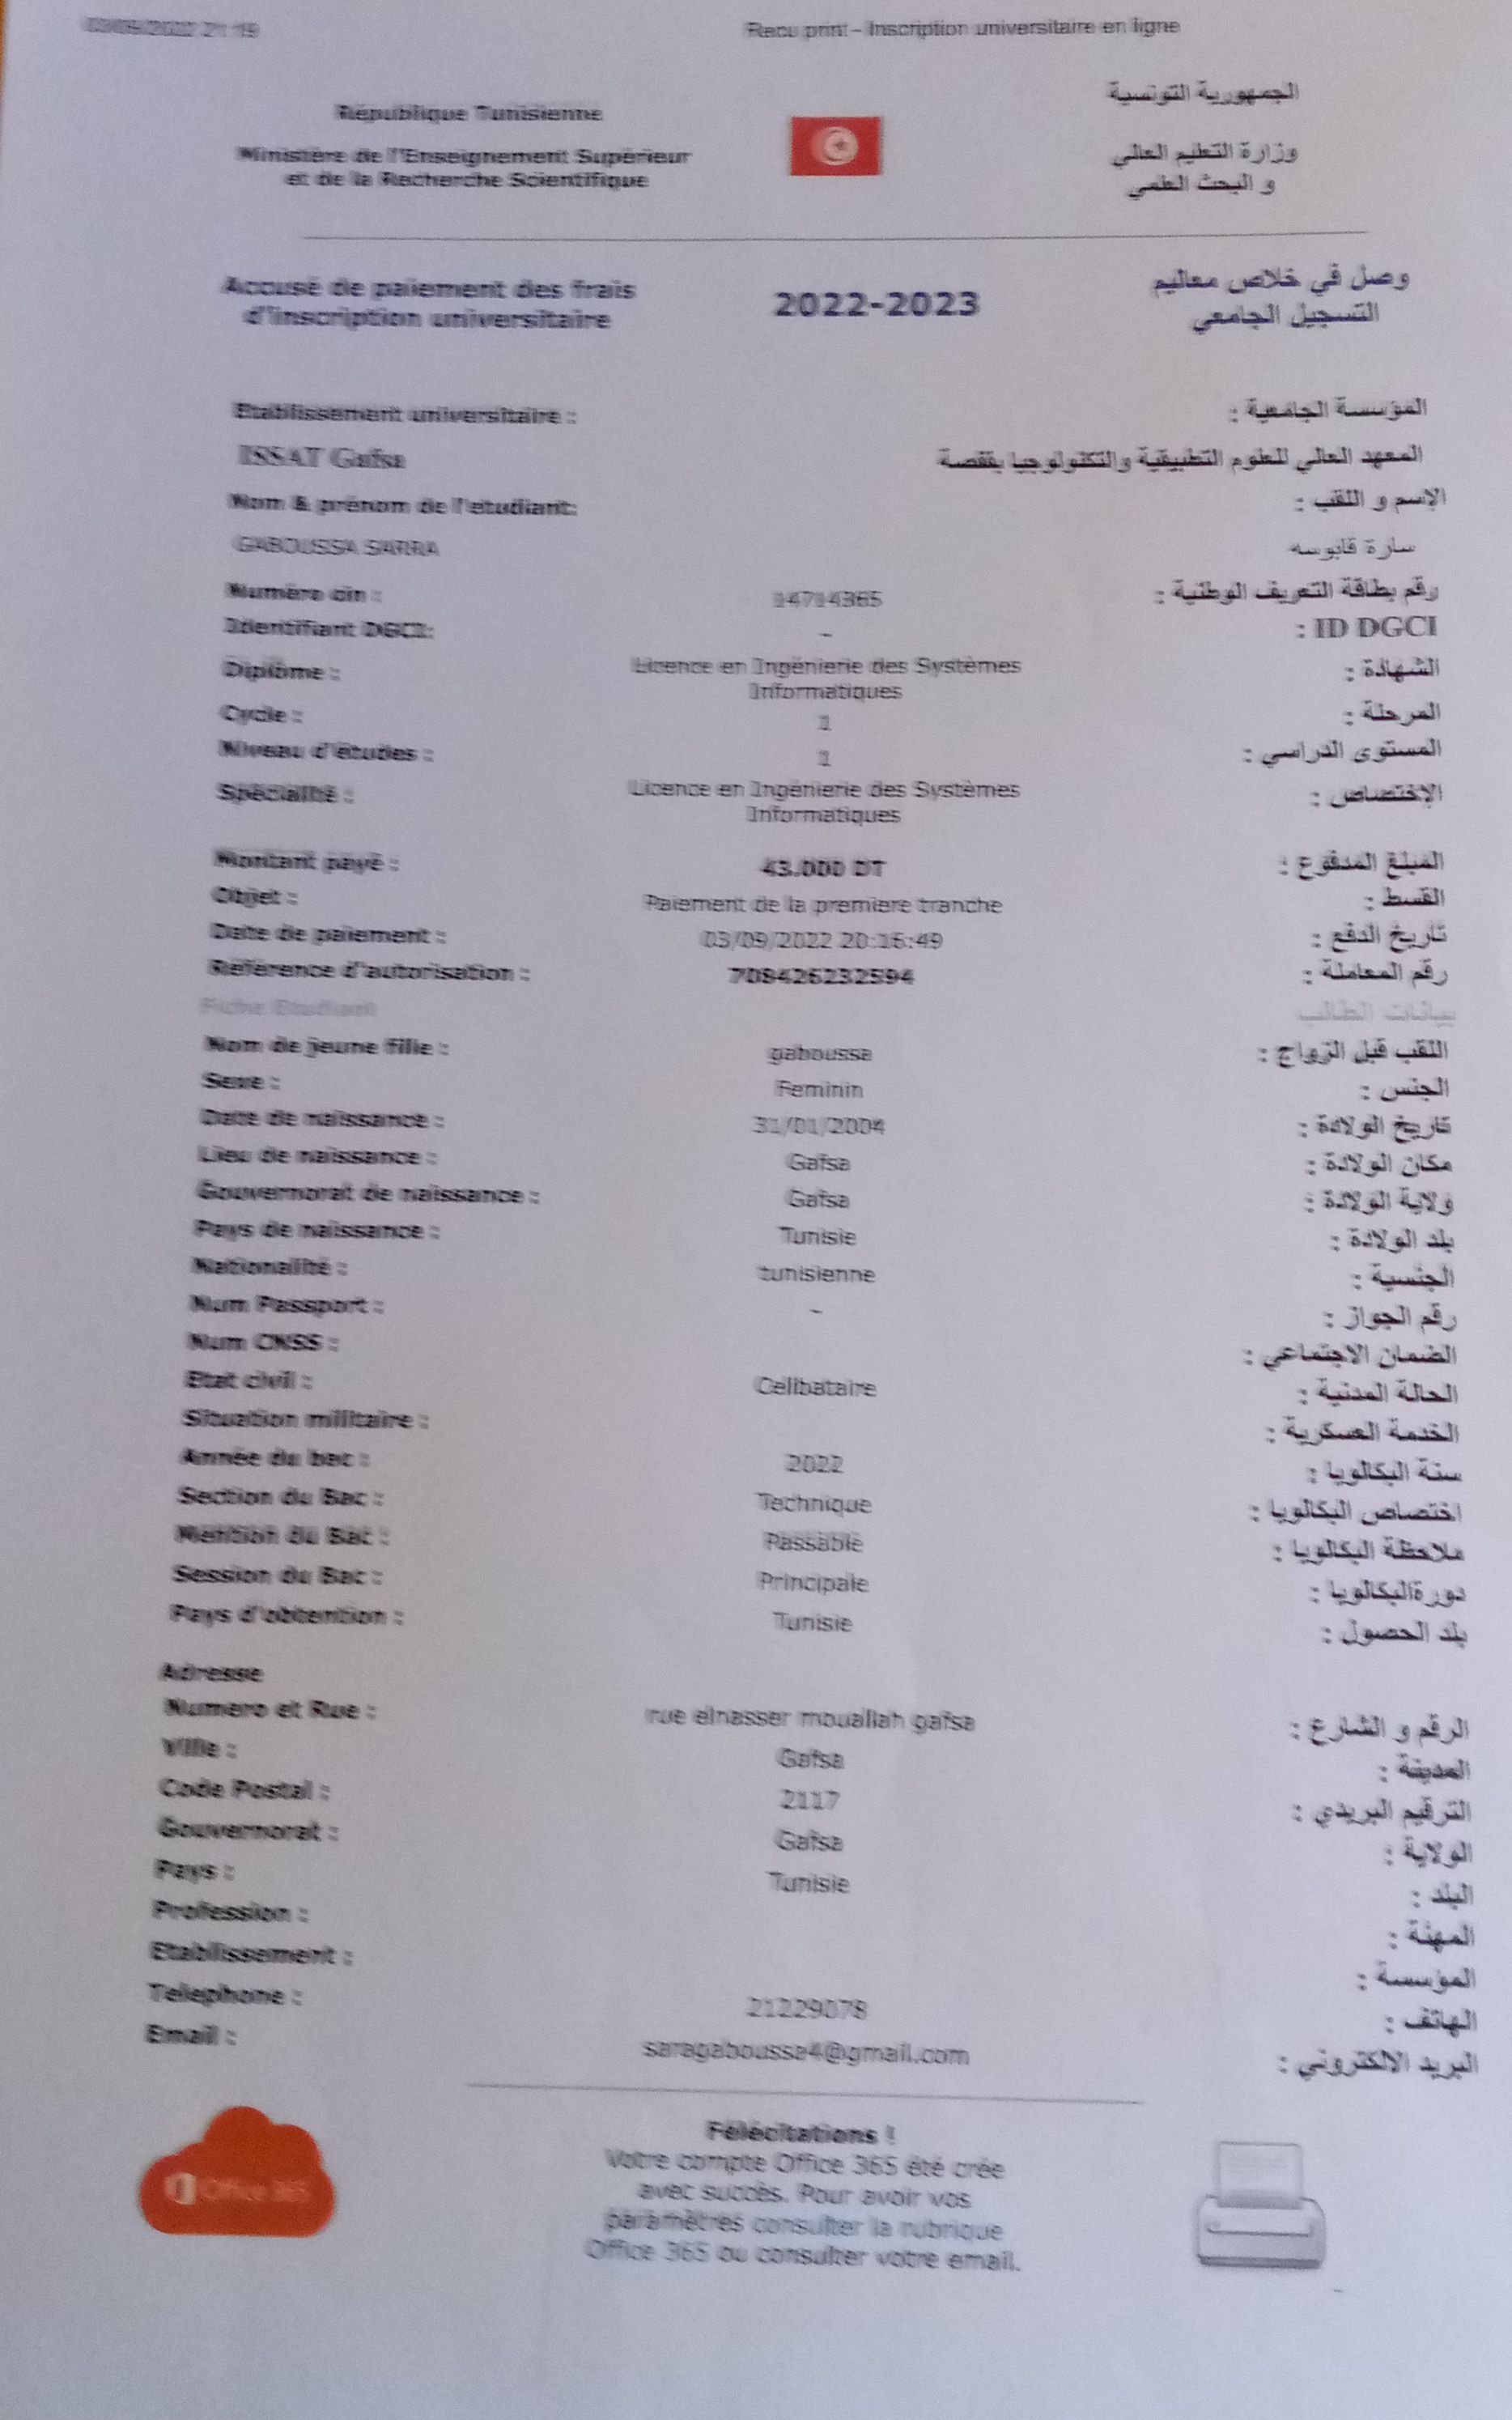 03/09/2022 21:19 Recu print - Inscription universitaire en ligne
République Tunisienne
الجمهورية التونسية
Ministère de l'Enseignement Supérieur
et de la Recherche Scientifique
وزارة التعليم العالي
و البحث العلمي
Accusé de paiement des frais
d'inscription universitaire
2022-2023
وصل في خلاص معاليم
التسجيل الجامعي
Etablissement universitaire : المؤسسة الجامعية :
ISSAT Gafsa المعهد العالي للعلوم التطبيقية والتكنولوجيا بقفصة
Nom & prénom de l'etudiant: الإسم و اللقب :
GABOUSSA SARRA سارة قابوسه
Numéro cin : 14714365 رقم بطاقة التعريف الوطنية :
Identifiant DGCI: - ID DGCI :
Diplôme : Licence en Ingénierie des Systèmes الشهادة :
Informatiques
Cycle : 1 المرحلة :
Niveau d'études : 1 المستوى الدراسي :
Spécialité : Licence en Ingénierie des Systèmes الإختصاص :
Informatiques
Montant payé : 43.000 DT المبلغ المدفوع :
Objet : Paiement de la premiere tranche القسط :
Date de paiement : 03/09/2022 20:16:49 تاريخ الدفع :
Référence d'autorisation : 708426232594 رقم المعاملة :
Fiche Etudiant بيانات الطالب
Nom de jeune fille : gaboussa اللقب قبل الزواج :
Sexe : Feminin الجنس :
Date de naissance : 31/01/2004 تاريخ الولادة :
Lieu de naissance : Gafsa مكان الولادة :
Gouvernorat de naissance : Gafsa ولاية الولادة :
Pays de naissance : Tunisie بلد الولادة :
Nationalité : tunisienne الجنسية :
Num Passport : - رقم الجواز :
Num CNSS : الضمان الاجتماعي :
Etat civil : Celibataire الحالة المدنية :
Situation militaire : الخدمة العسكرية :
Année du bac : 2022 سنة البكالويا :
Section du Bac : Technique اختصاص البكالويا :
Mention du Bac : Passable ملاحظة البكالويا :
Session du Bac : Principale دورةالبكالويا :
Pays d'obtention : Tunisie بلد الحصول :
Adresse
Numero et Rue : rue elnasser mouallah gafsa الرقم و الشارع :
Ville : Gafsa المدينة :
Code Postal : 2117 الترقيم البريدي :
Gouvernorat : Gafsa الولاية :
Pays : Tunisie البلد :
Profession : المهنة :
Etablissement : المؤسسة :
Telephone : 21229078 الهاتف :
Email : saragaboussa4@gmail.com البريد الالكتروني :
Félécitations !
Votre compte Office 365 été crée
avec succès. Pour avoir vos
paramètres consulter la rubrique
Office 365 ou consulter votre email.
Office 365